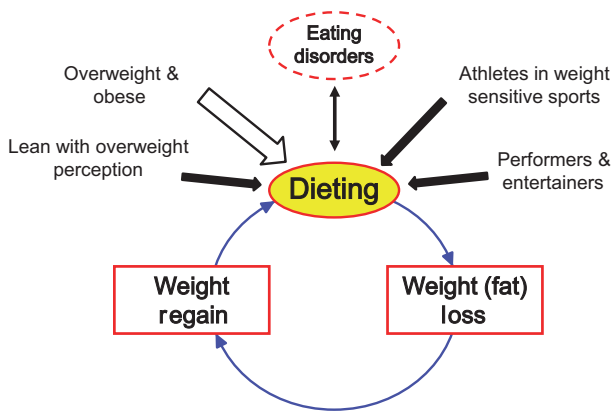 Eating
disorders
Overweight &
obese
Athletes in weight
sensitive sports
Lean with overweight
perception
Performers &
entertainers
Dieting
Weight
regain
Weight (fat)
loss